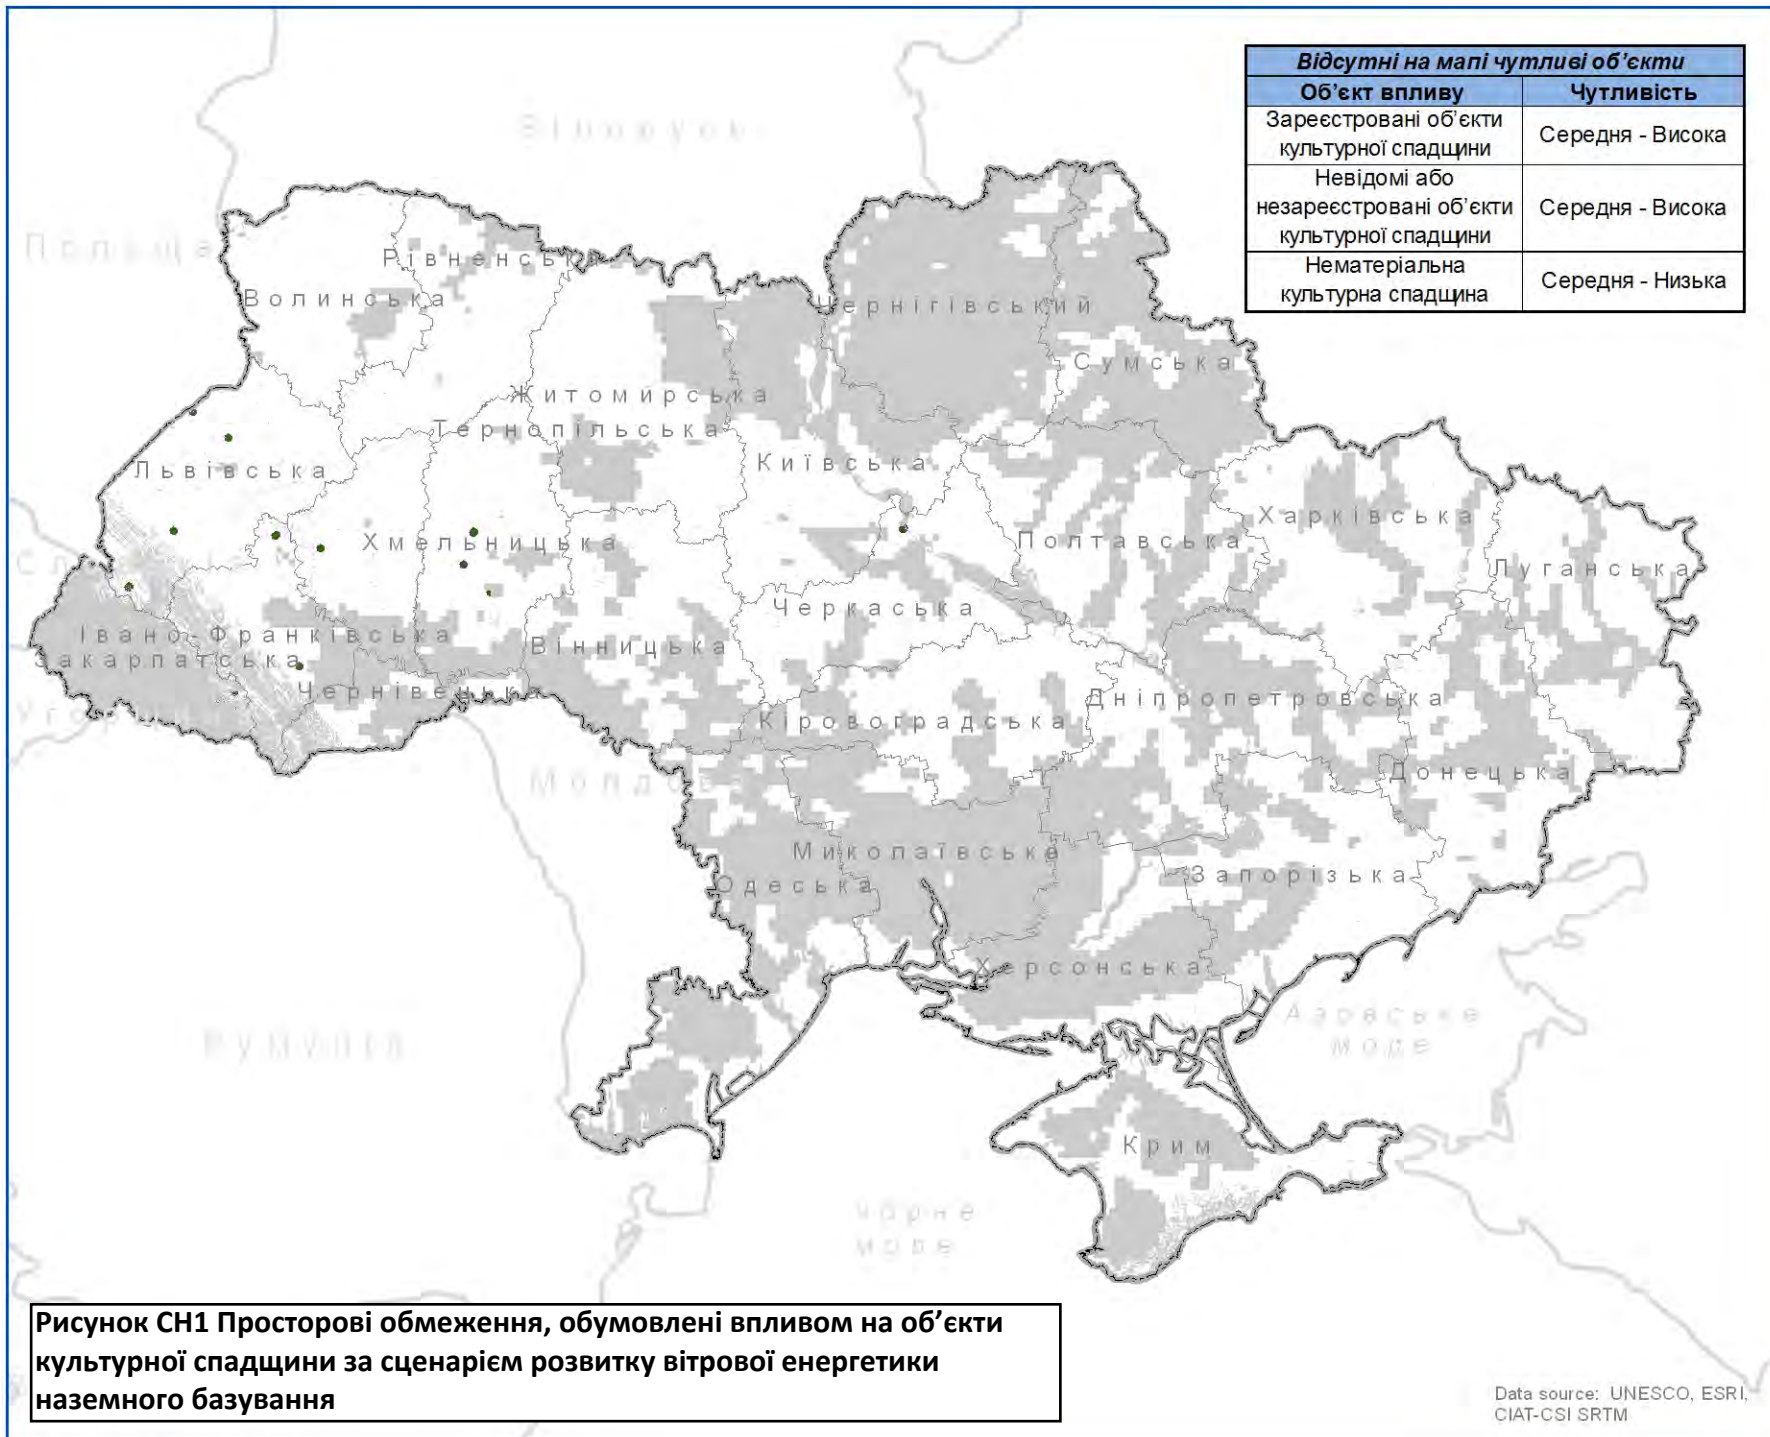 Відсутні на мапі чутливі об’єкти
Об’єкт впливу Чутливість
Зареєстровані об’єкти
культурної спадщини
Середня - Висока
Невідомі або
незареєстровані об’єкти
культурної спадщини
Середня - Висока
Нематеріальна
культурна спадщина
Середня - Низька
Білорусь
Польща
Рівненська
Волинська
Чернігівський
Сумська
Житомирська
Тернопільська
Київська
Львівська
Харківська
Хмельницька
Полтавська
Луганська
Черкаська
Івано-Франківська
Вінницька
Закарпатська
Чернівецька
Дніпропетровська
Кіровоградська
Молдова
Донецька
Миколаївська
Запорізька
Одеська
Херсонська
Азовське
море
Румунія
Крим
Чорне
море
Рисунок СН1 Просторові обмеження, обумовлені впливом на об’єкти
культурної спадщини за сценарієм розвитку вітрової енергетики
наземного базування
Data source: UNESCO, ESRI,
CIAT-CSI SRTM